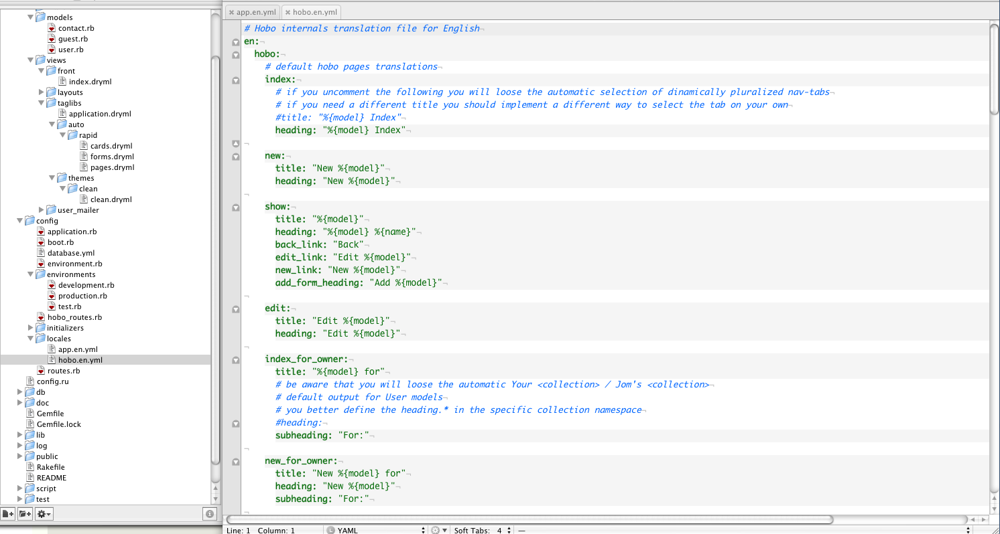 models
contact.rb
guest.rb
user.rb
views
front
index.dryml
layouts
taglibs
application.dryml
auto
rapid
cards.dryml
forms.dryml
pages.dryml
themes
clean
clean.dryml
user_mailer
config
application.rb
boot.rb
database.yml
environment.rb
environments
development.rb
production.rb
test.rb
hobo_routes.rb
initializers
locales
app.en.yml
hobo.en.yml
routes.rb
config.ru
db
doc
Gemfile
Gemfile.lock
lib
log
public
Rakefile
README
script
test
app.en.yml hobo.en.yml
# Hobo internals translation file for English
en:
hobo:
# default hobo pages translations
index:
# if you uncomment the following you will loose the automatic selection of dinamically pluralized nav-tabs
# if you need a different title you should implement a different way to select the tab on your own
#title: "%{model} Index"
heading: "%{model} Index"
new:
title: "New %{model}"
heading: "New %{model}"
show:
title: "%{model}"
heading: "%{model} %{name}"
back_link: "Back"
edit_link: "Edit %{model}"
new_link: "New %{model}"
add_form_heading: "Add %{model}"
edit:
title: "Edit %{model}"
heading: "Edit %{model}"
index_for_owner:
title: "%{model} for"
# be aware that you will loose the automatic Your <collection> / Jom's <collection>
# default output for User models
# you better define the heading.* in the specific collection namespace
#heading:
subheading: "For:"
new_for_owner:
title: "New %{model} for"
heading: "New %{model}"
subheading: "For:"
Line: 1 Column: 1 L YAML Soft Tabs: 4 —